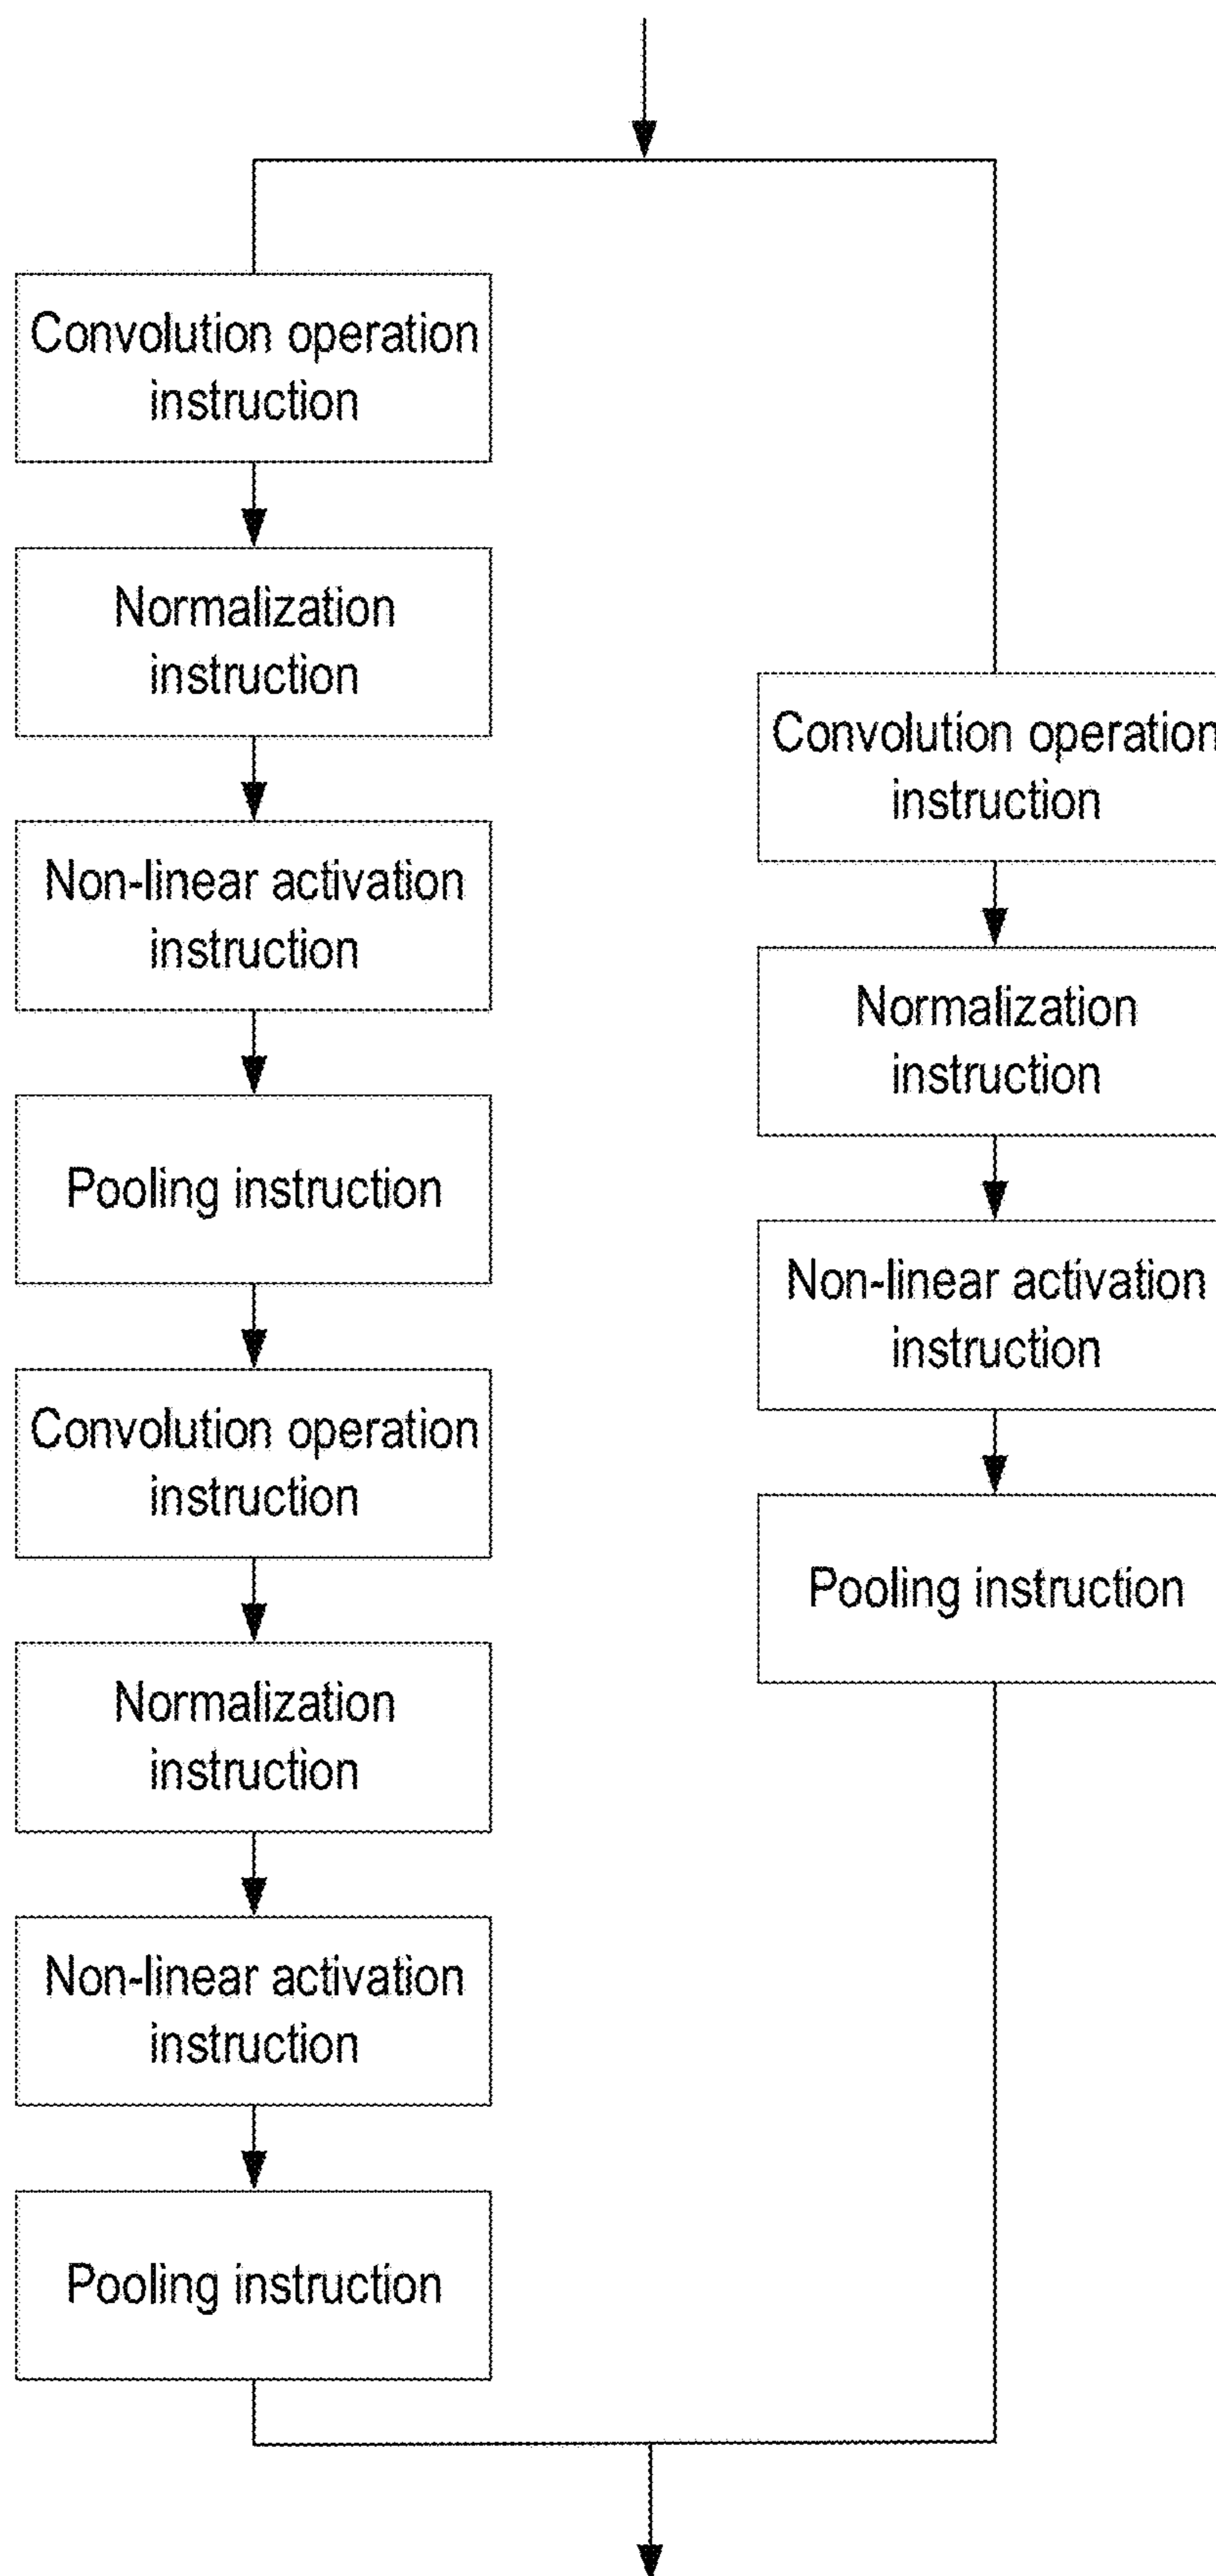 Convolution operation
instruction
Normalization
instruction
Non-linear activation
instruction
Pooling instruction
Convolution operation
instruction
Normalization
instruction
Non-linear activation
instruction
Pooling instruction
Convolution operation
instruction
Normalization
instruction
Non-linear activation
instruction
Pooling instruction